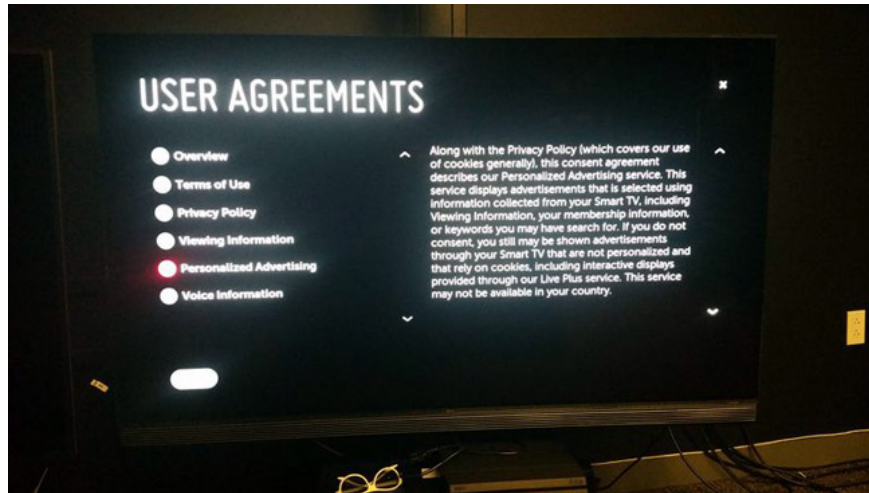 USER AGREEMENTS
Overview
Terms of Use
Privacy Policy
Viewing Information
Personalized Advertising
Voice Information
Along with the Privacy Policy (which covers our use
of cookies generally), this consent agreement
describes our Personalized Advertising service. This
service displays advertisements that is selected using
information collected from your Smart TV, including
Viewing Information, your membership information,
or keywords you may have search for. If you do not
consent, you still may be shown advertisements
through your Smart TV that are not personalized and
that rely on cookies, including interactive displays
provided through our Live Plus service. This service
may not be available in your country.